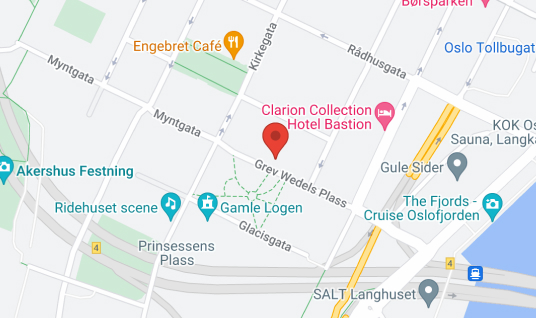 Børsparken
Engebret Café
Kirkegata
Rådhusgata
Oslo Tollbugat
Myntgata
Clarion Collection
Hotel Bastion
Myntgata
KOK Os
Sauna, Langka
Akershus Festning
Grev Wedels Plass
Gule Sider
Ridehuset scene
Gamle Logen
The Fjords -
Cruise Oslofjorden
Glacisgata
Prinsessens
Plass
4
4
SALT Langhuset